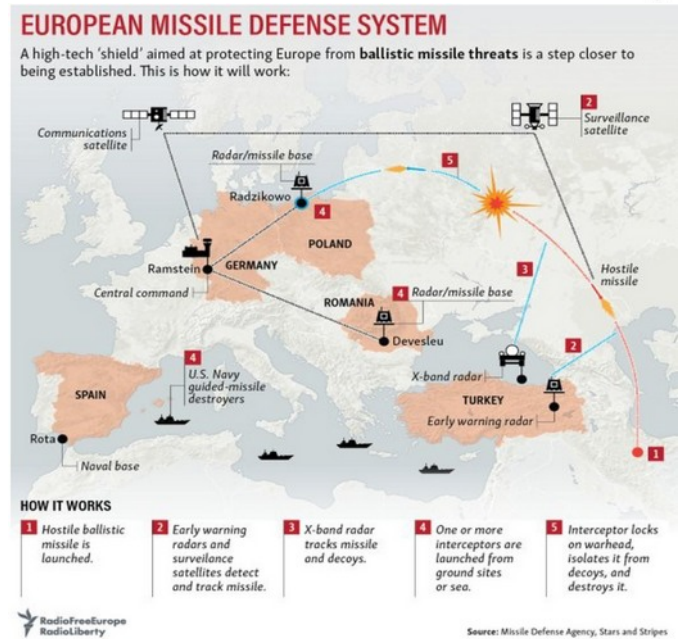 EUROPEAN MISSILE DEFENSE SYSTEM
A high-tech ‘shield’ aimed at protecting Europe from ballistic missile threats is a step closer to
being established. This is how it will work:
Communications
satellite
2
Surveillance
satellite
Radar/missile base
5
Radzikowo
4
POLAND
Ramstein
GERMANY
Central command
3
Hostile
missile
ROMANIA
4
Radar/missile base
Devesleu
2
4
U.S. Navy
guided-missile
destroyers
X-band radar
SPAIN
TURKEY
Early warning radar
Rota
Naval base
1
HOW IT WORKS
1
Hostile ballistic
missile is
launched.
2
Early warning
radars and
surveilance
satellites detect
and track missile.
3
X-band radar
tracks missile
and decoys.
4
One or more
interceptors are
launched from
ground sites
or sea.
5
Interceptor locks
on warhead,
isolates it from
decoys, and
destroys it.
RadioFreeEurope
RadioLiberty
Source: Missile Defense Agency, Stars and Stripes